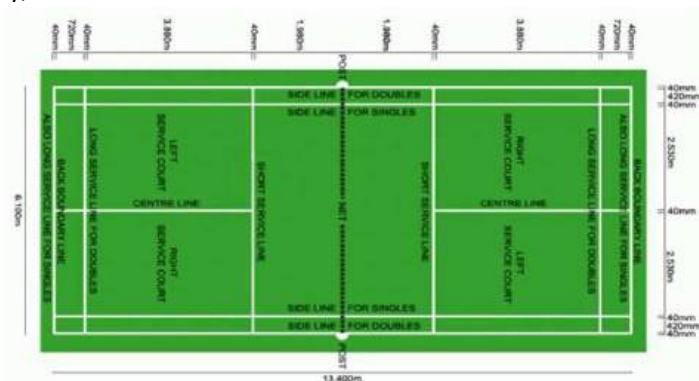 40mm
720mm
40mm
3.880m
40mm
1.980m
1.980m
40mm
3.880m
40mm
720mm
40mm
POST
SIDE LINE FOR DOUBLES
SIDE LINE FOR SINGLES
40mm
420mm
40mm
6.100m
ALSO LONG SERVICE LINE FOR SINGLES
BACK BOUNDARY LINE
LONG SERVICE LINE FOR DOUBLES
LEFT
SERVICE COURT
CENTRE LINE
RIGHT
SERVICE COURT
SHORT SERVICE LINE
NET
SHORT SERVICE LINE
RIGHT
SERVICE COURT
CENTRE LINE
LEFT
SERVICE COURT
LONG SERVICE LINE FOR DOUBLES
ALSO LONG SERVICE LINE FOR SINGLES
BACK BOUNDARY LINE
2.530m
40mm
2.530m
SIDE LINE FOR SINGLES
SIDE LINE FOR DOUBLES
40mm
420mm
40mm
POST
13.400m